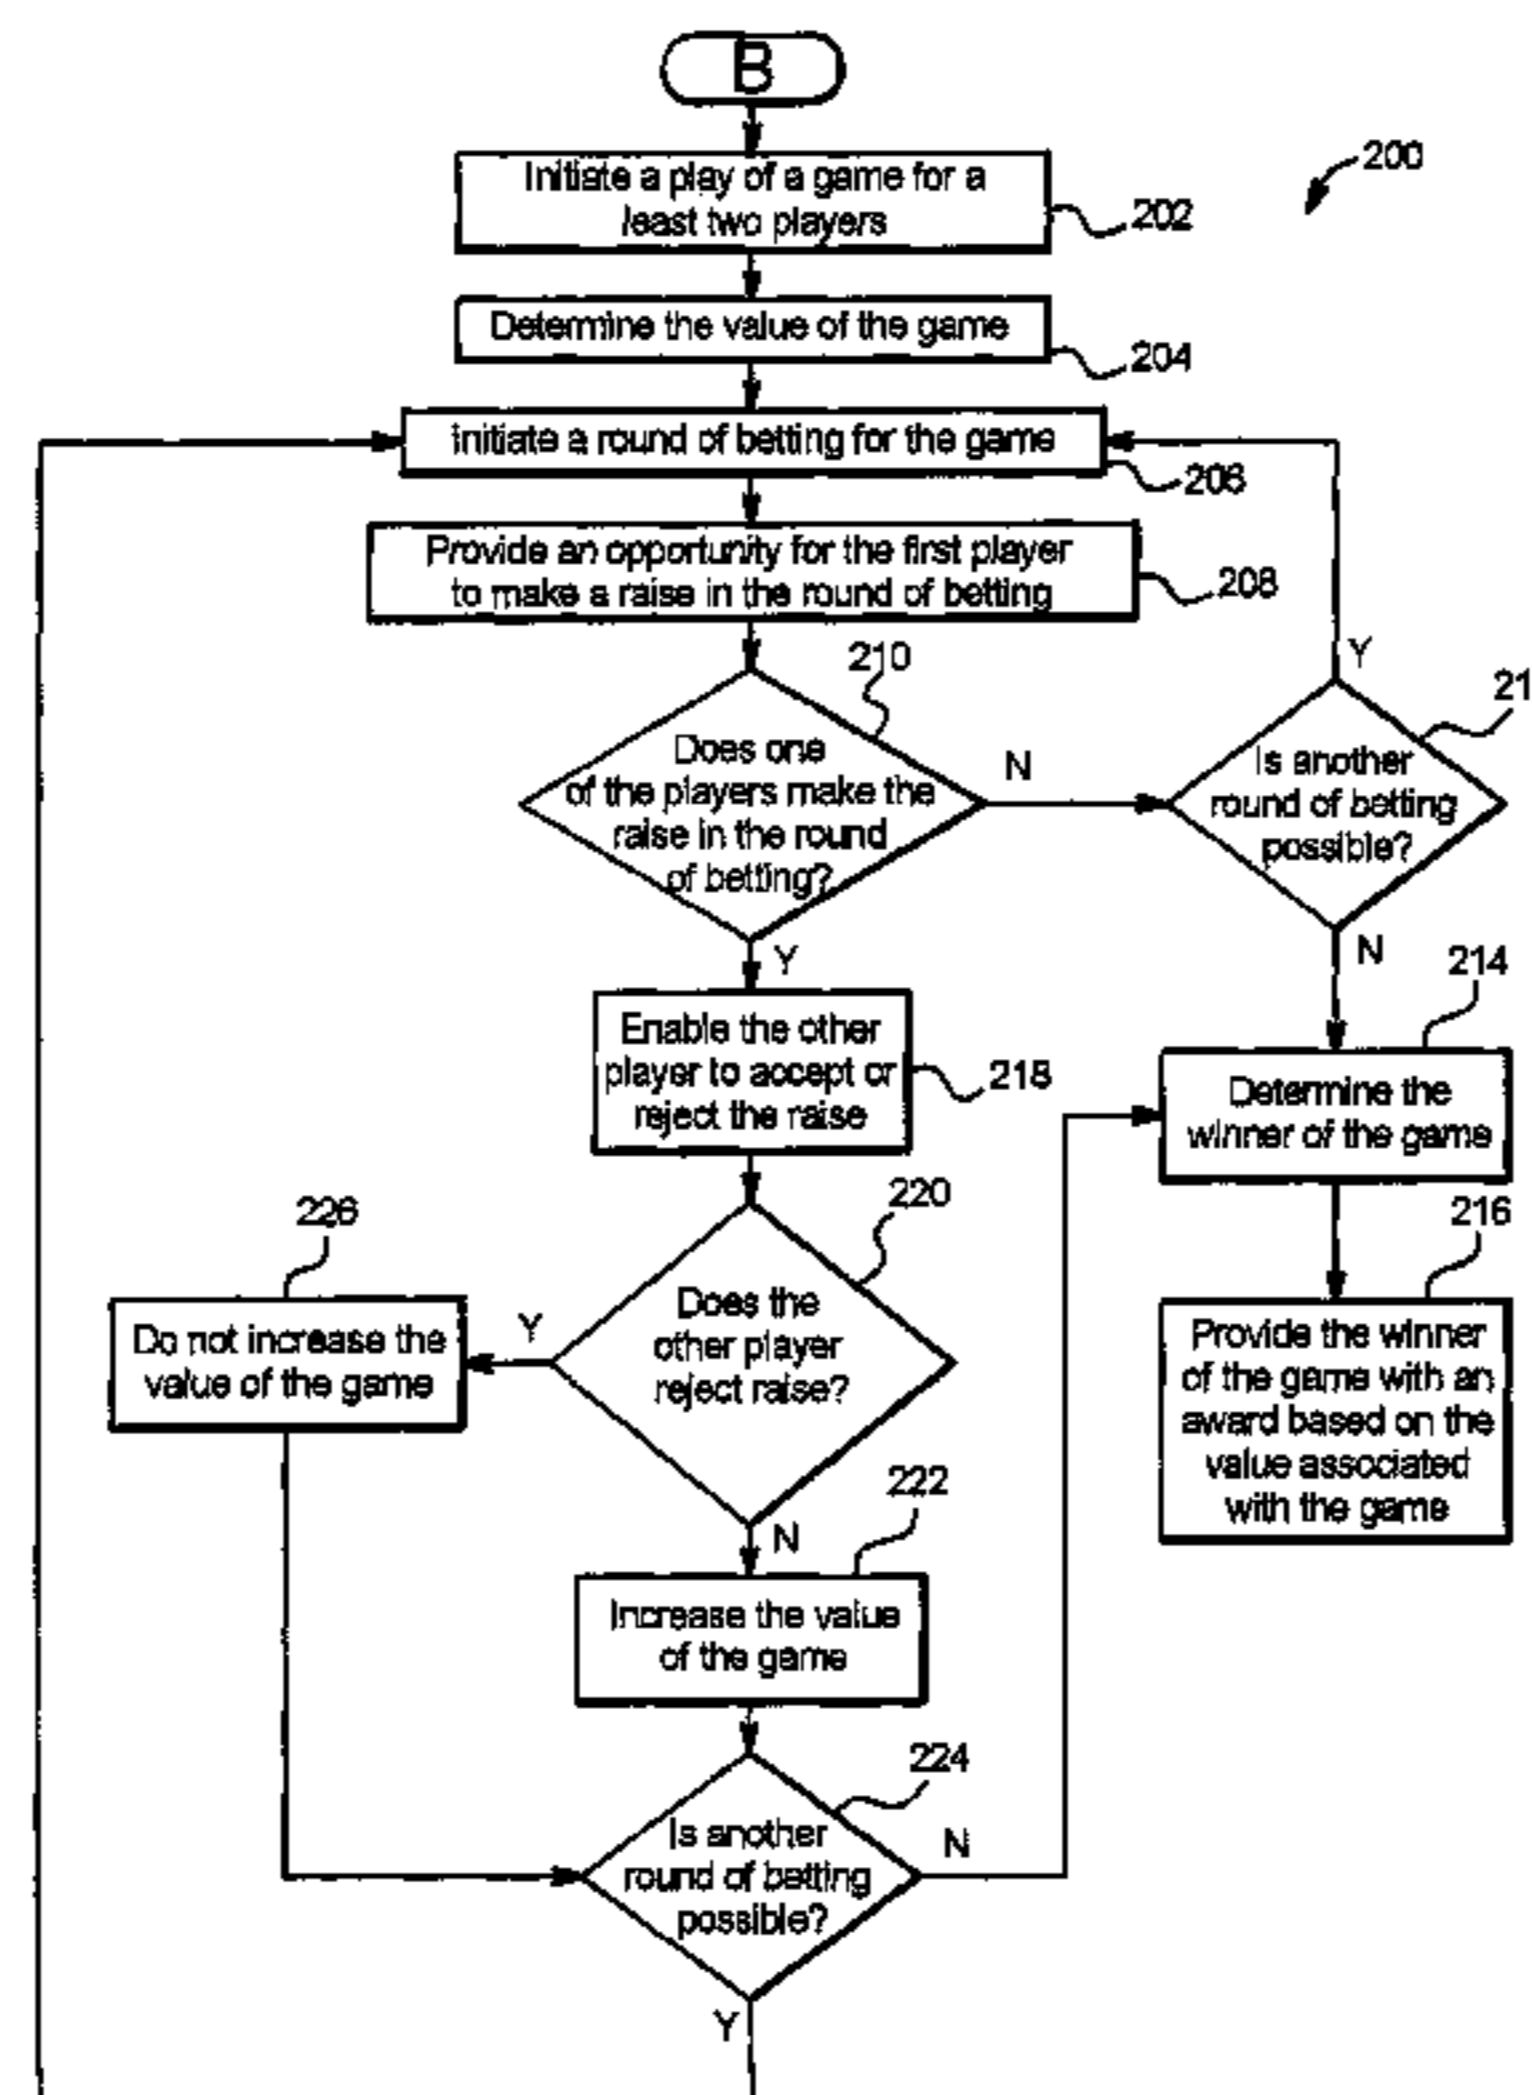 B
200
Initiate a play of a game for a
least two players
202
Determine the value of the game
204
Initiate a round of betting for the game
206
Provide an opportunity for the first player
to make a raise in the round of betting
208
210
Does one
of the players make the
raise in the round
of betting?
N
Y
21
Is another
round of betting
possible?
Y
N
214
Determine the
winner of the game
216
Provide the winner
of the game with an
award based on the
value associated
with the game
Enable the other
player to accept or
reject the raise
218
220
Does the
other player
reject raise?
Y
N
226
Do not increase the
value of the game
222
Increase the value
of the game
224
Is another
round of betting
possible?
N
Y